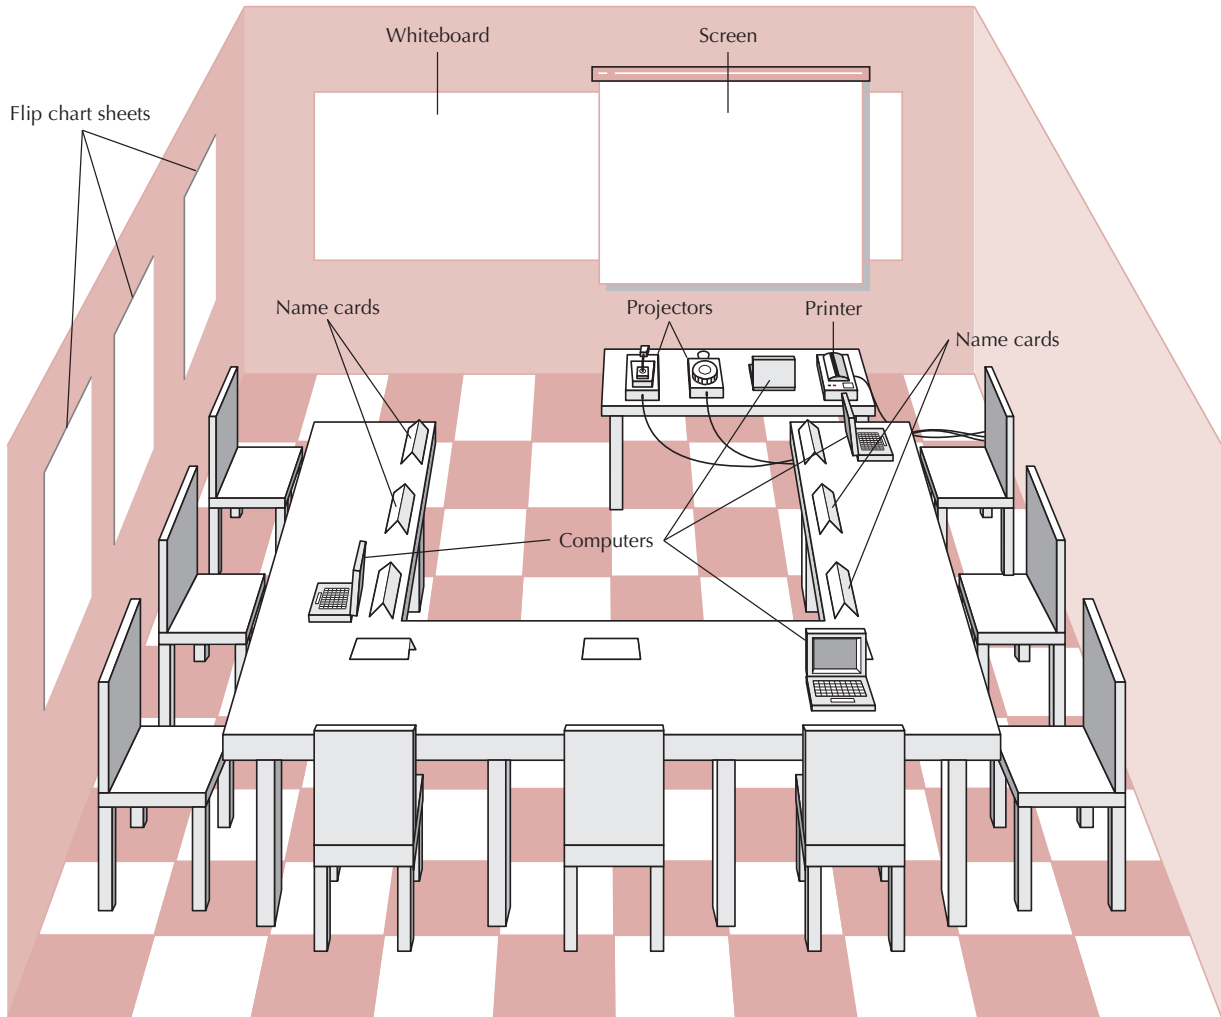 Whiteboard
Screen
Flip chart sheets
Name cards
Projectors
Printer
Name cards
Computers